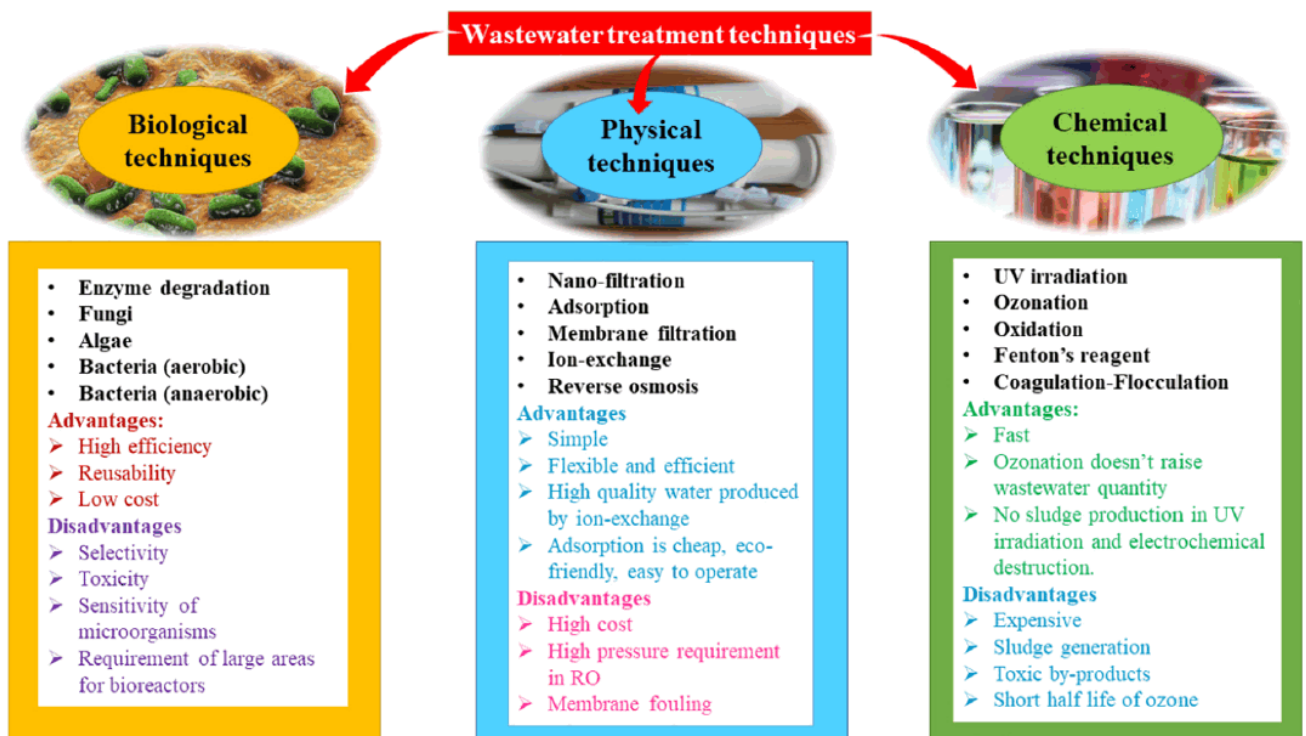 Wastewater treatment techniques
Biological
techniques
Physical
techniques
Chemical
techniques
• Enzyme degradation
• Fungi
• Algae
• Bacteria (aerobic)
• Bacteria (anaerobic)
Advantages:
➢ High efficiency
➢ Reusability
➢ Low cost
Disadvantages
➢ Selectivity
➢ Toxicity
➢ Sensitivity of
microorganisms
➢ Requirement of large areas
for bioreactors
• Nano-filtration
• Adsorption
• Membrane filtration
• Ion-exchange
• Reverse osmosis
Advantages
➢ Simple
➢ Flexible and efficient
➢ High quality water produced
by ion-exchange
➢ Adsorption is cheap, eco-
friendly, easy to operate
Disadvantages
➢ High cost
➢ High pressure requirement
in RO
➢ Membrane fouling
• UV irradiation
• Ozonation
• Oxidation
• Fenton’s reagent
• Coagulation-Flocculation
Advantages:
➢ Fast
➢ Ozonation doesn’t raise
wastewater quantity
➢ No sludge production in UV
irradiation and electrochemical
destruction.
Disadvantages
➢ Expensive
➢ Sludge generation
➢ Toxic by-products
➢ Short half life of ozone